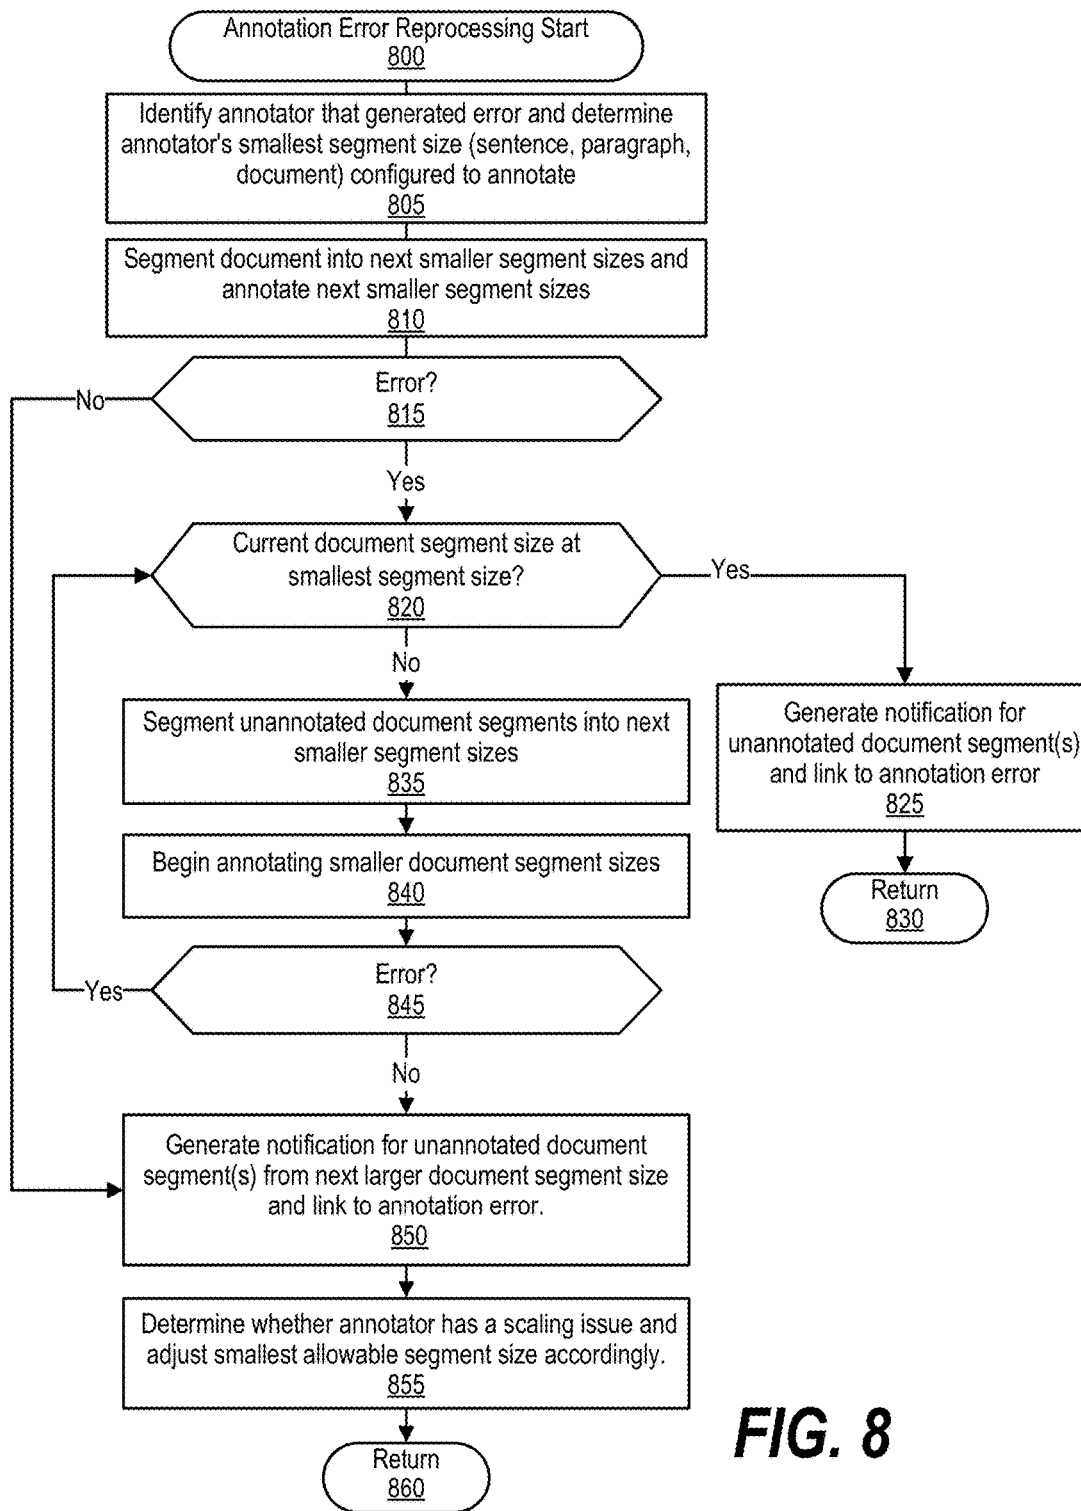 Annotation Error Reprocessing Start
800
Identify annotator that generated error and determine
annotator's smallest segment size (sentence, paragraph,
document) configured to annotate
805
Segment document into next smaller segment sizes and
annotate next smaller segment sizes
810
Error?
815
No
Yes
Current document segment size at
smallest segment size?
820
Yes
No
Segment unannotated document segments into next
smaller segment sizes
835
Generate notification for
unannotated document segment(s)
and link to annotation error
825
Begin annotating smaller document segment sizes
840
Return
830
Error?
845
Yes
No
Generate notification for unannotated document
segment(s) from next larger document segment size
and link to annotation error.
850
Determine whether annotator has a scaling issue and
adjust smallest allowable segment size accordingly.
855
Return
860
FIG. 8